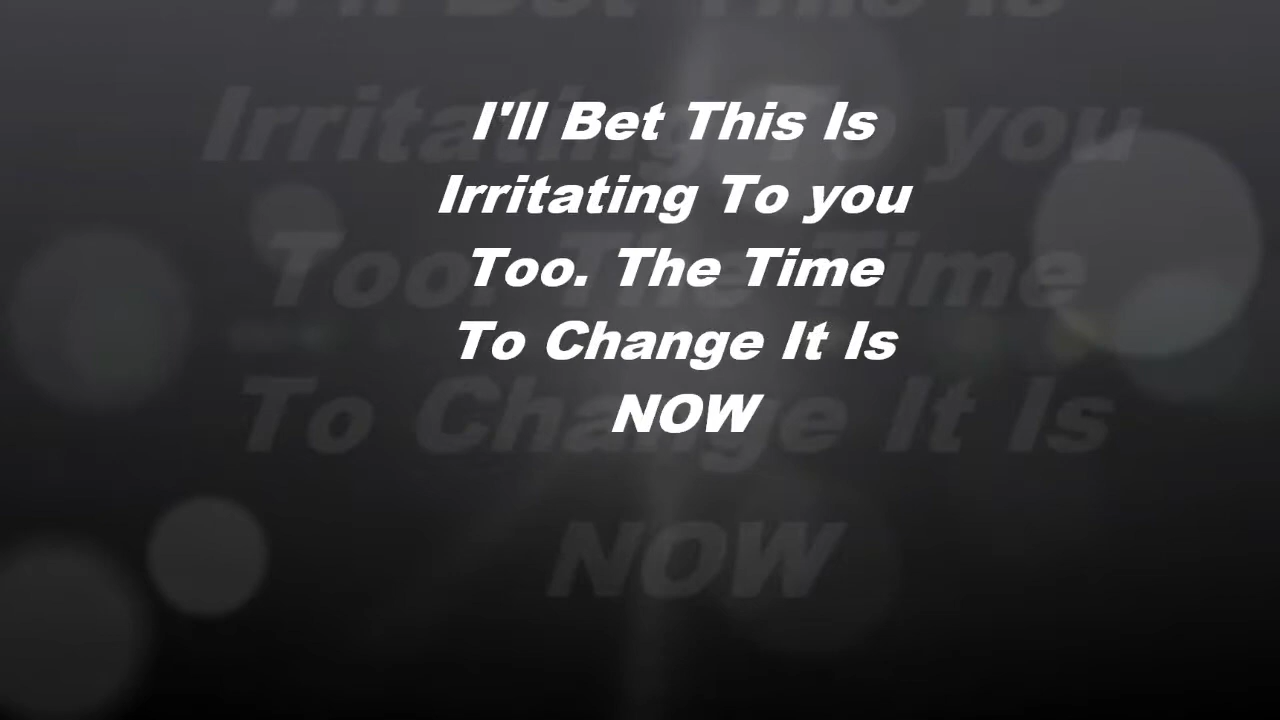 I'll Bet This Is
Irritating To you
Too. The Time
To Change It Is
NOW